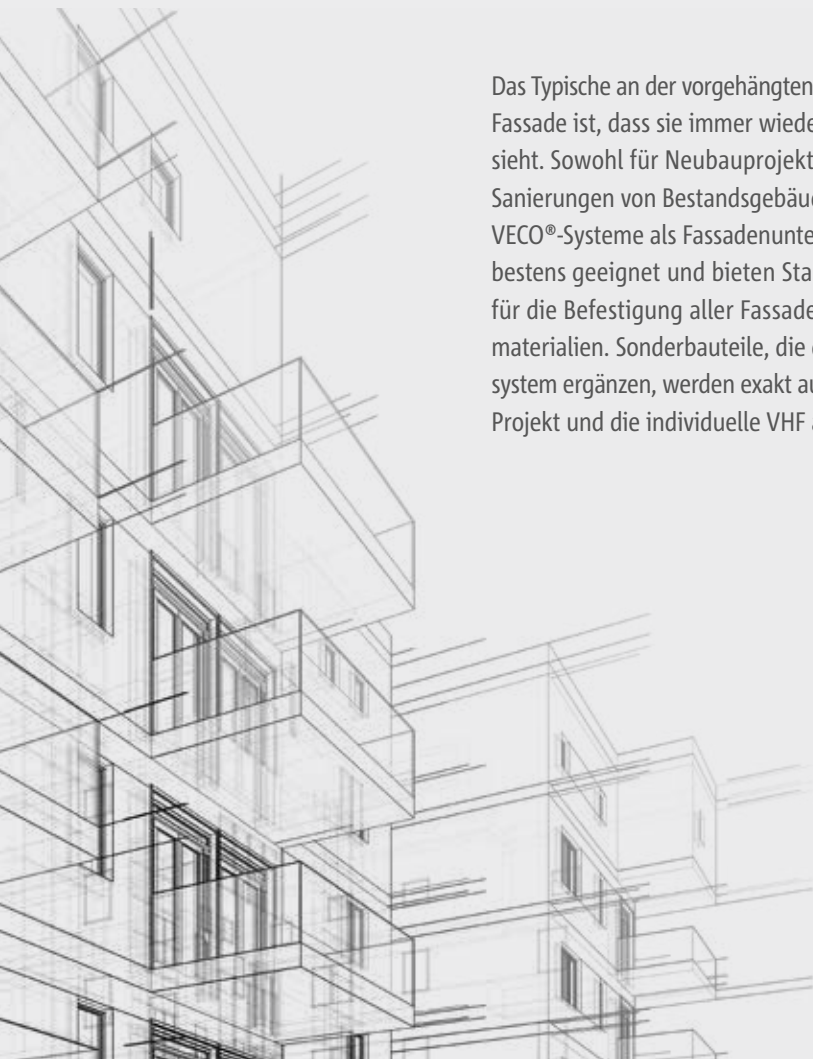 Das Typische an der vorgehängten
Fassade ist, dass sie immer wiede
sieht. Sowohl für Neubauprojekt
Sanierungen von Bestandsgebäu
VECO®-Systeme als Fassadenunte
bestens geeignet und bieten Sta
für die Befestigung aller Fassade
materialien. Sonderbauteile, die
system ergänzen, werden exakt au
Projekt und die individuelle VHF